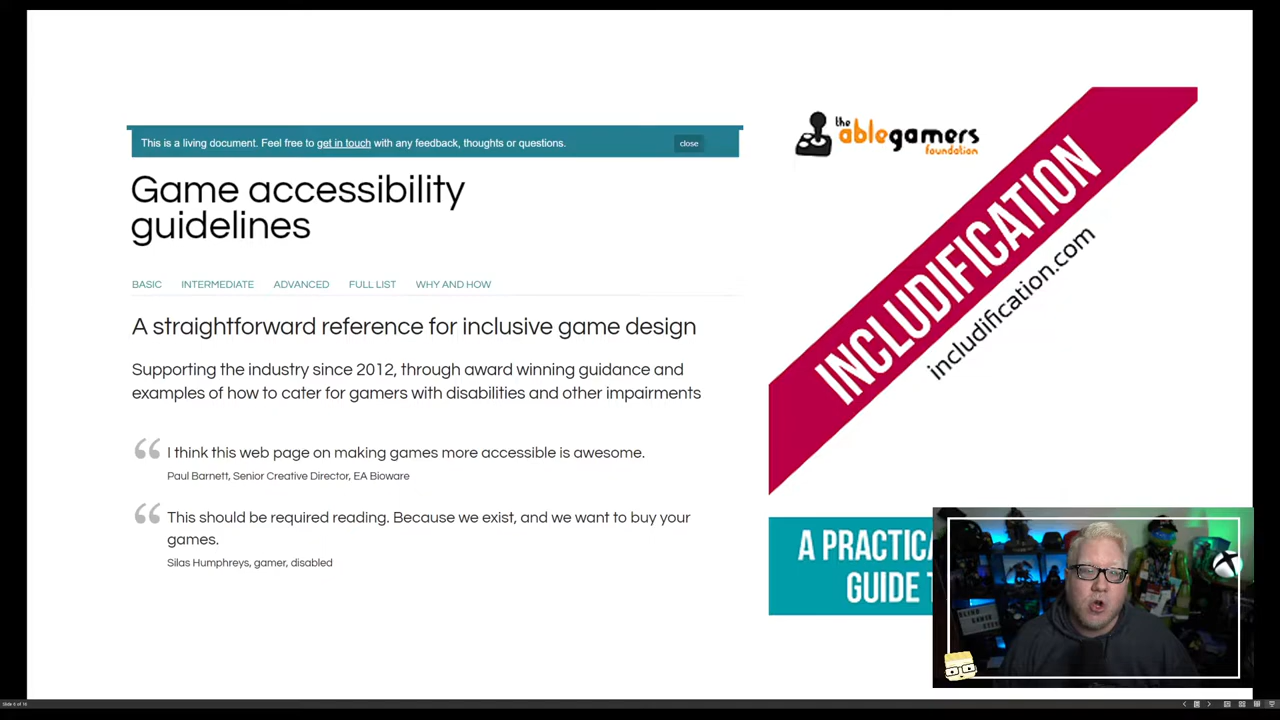 This is a living document. Feel free to get in touch with any feedback, thoughts or questions.
close
Game accessibility
guidelines
BASIC INTERMEDIATE ADVANCED FULL LIST WHY AND HOW
A straightforward reference for inclusive game design
Supporting the industry since 2012, through award winning guidance and
examples of how to cater for gamers with disabilities and other impairments
“ I think this web page on making games more accessible is awesome.
Paul Barnett, Senior Creative Director, EA Bioware
“ This should be required reading. Because we exist, and we want to buy your
games.
Silas Humphreys, gamer, disabled
the
ablegamers
foundation
INCLUDIFICATION
includification.com
A PRACTICA
GUIDE T
Slide 6 of 18